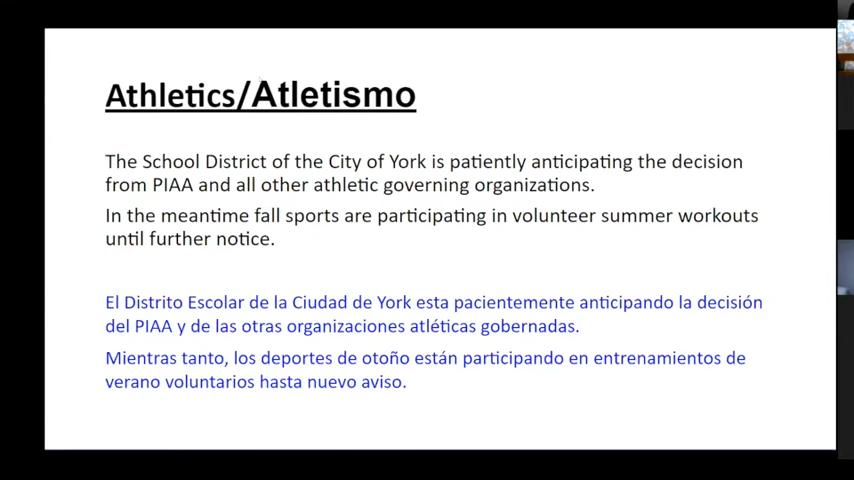 Athletics/Atletismo
The School District of the City of York is patiently anticipating the decision
from PIAA and all other athletic governing organizations.
In the meantime fall sports are participating in volunteer summer workouts
until further notice.
El Distrito Escolar de la Ciudad de York esta pacientemente anticipando la decisión
del PIAA y de las otras organizaciones atléticas gobernadas.
Mientras tanto, los deportes de otoño están participando en entrenamientos de
verano voluntarios hasta nuevo aviso.